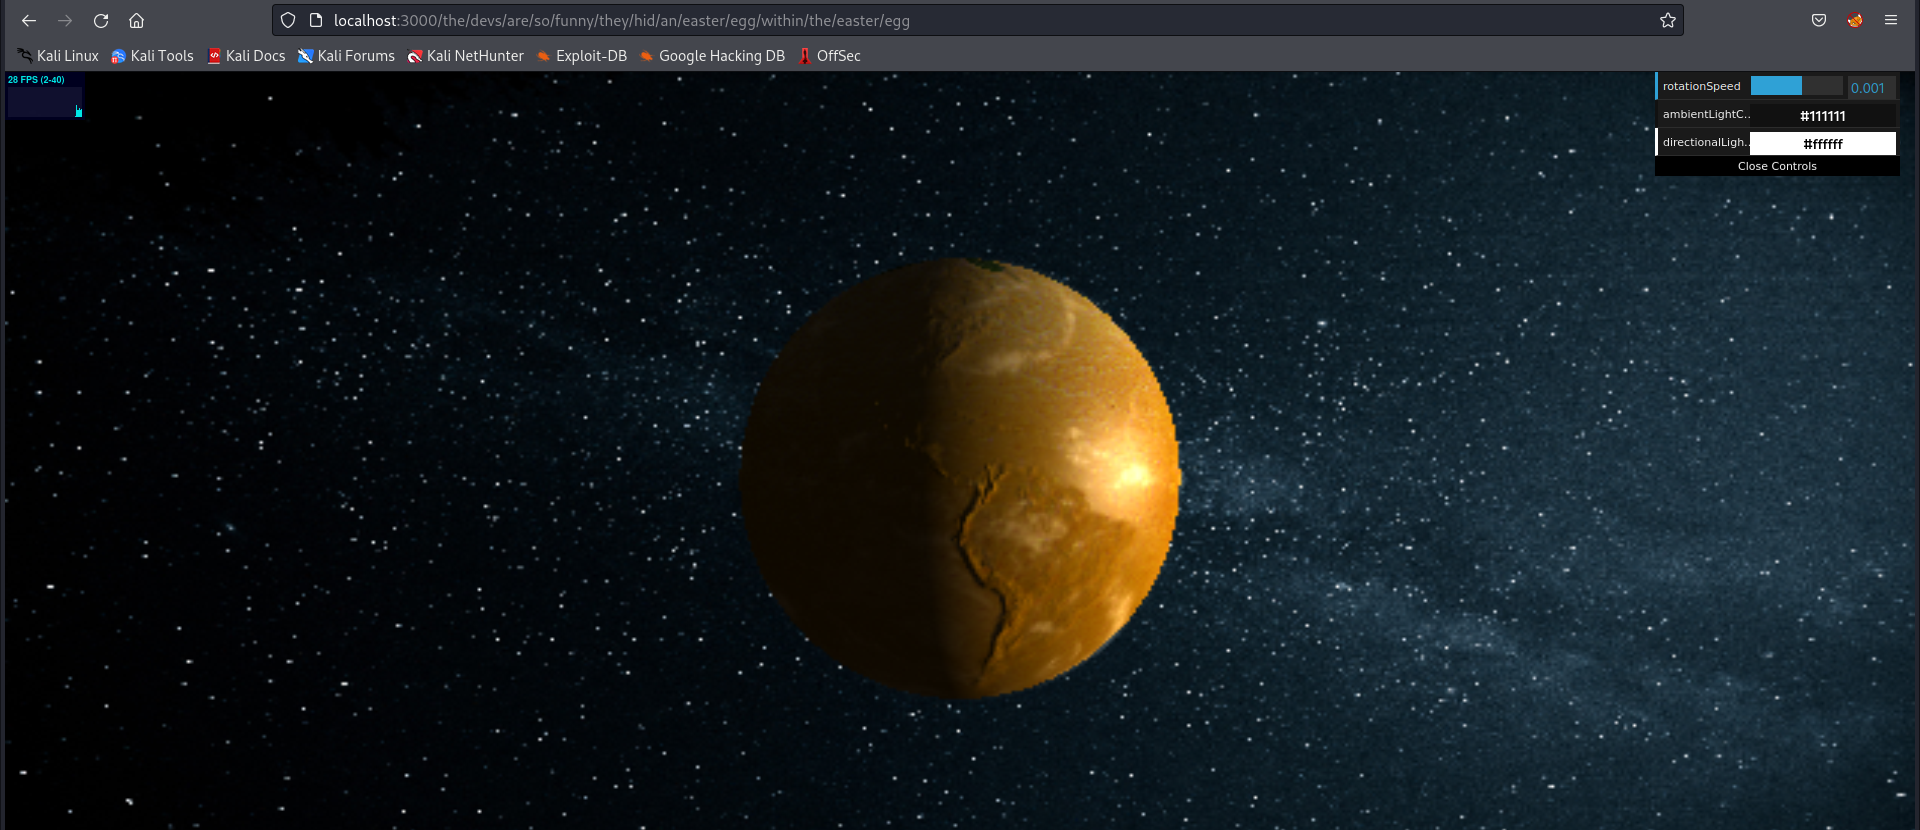 localhost:3000/the/devs/are/so/funny/they/hid/an/easter/egg/within/the/easter/egg
Kali Linux Kali Tools Kali Docs Kali Forums Kali NetHunter Exploit-DB Google Hacking DB OffSec
28 FPS (2-40)
rotationSpeed 0.001
ambientLightC... #111111
directionalLigh... #ffffff
Close Controls